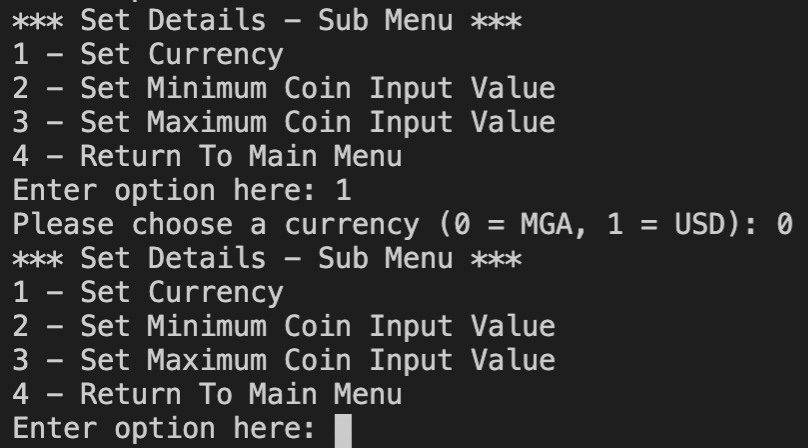 *** Set Details – Sub Menu ***
1 – Set Currency
2 – Set Minimum Coin Input Value
3 – Set Maximum Coin Input Value
4 – Return To Main Menu
Enter option here: 1
Please choose a currency (0 = MGA, 1 = USD): 0
*** Set Details – Sub Menu ***
1 – Set Currency
2 – Set Minimum Coin Input Value
3 – Set Maximum Coin Input Value
4 – Return To Main Menu
Enter option here: